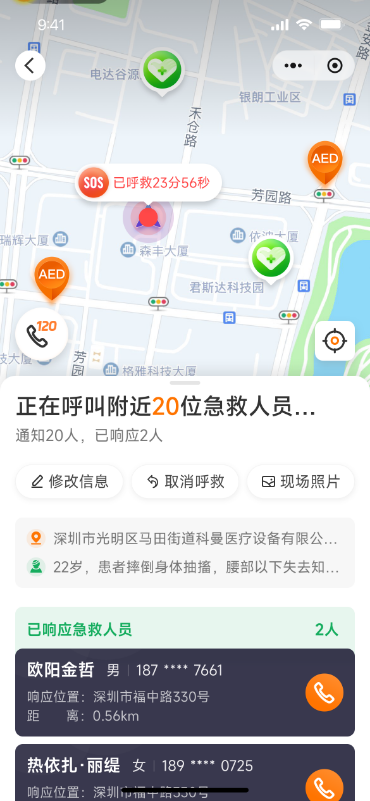 9:41
电达谷源
银朗工业区
禾仓路
AED
SOS 已呼救23分56秒
芳园路
瑞辉大厦
森丰大厦
依波大厦
AED
君斯达科技园
120
技大厦
芳园
格雅科技大厦
正在呼叫附近20位急救人员...
通知20人，已响应2人
修改信息 取消呼救 现场照片
深圳市光明区马田街道科曼医疗设备有限公...
22岁，患者摔倒身体抽搐，腰部以下失去知...
已响应急救人员 2人
欧阳金哲 男 187 **** 7661
响应位置：深圳市福中路330号
距 离：0.56km
热依扎·丽缇 女 189 **** 0725
响应位置：深圳市福中路330号